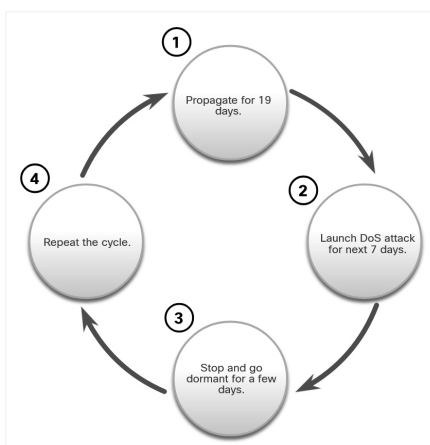 1
Propagate for 19
days.
2
Launch DoS attack
for next 7 days.
3
Stop and go
dormant for a few
days.
4
Repeat the cycle.